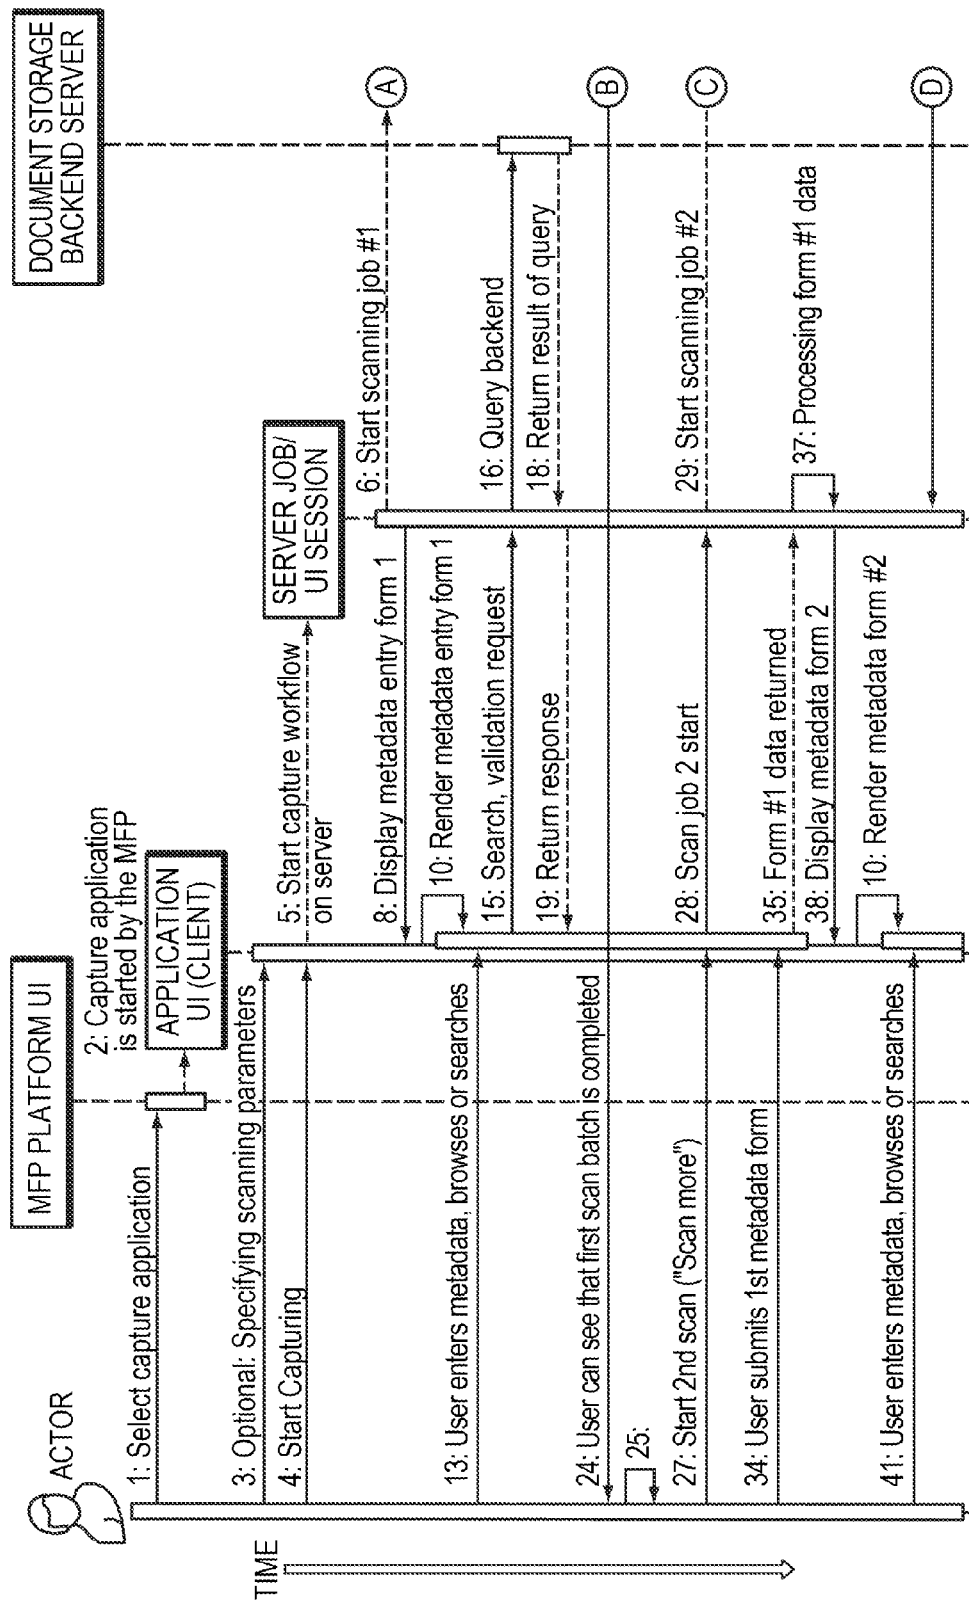 ACTOR
MFP PLATFORM UI
DOCUMENT STORAGE
BACKEND SERVER
TIME
1: Select capture application
2: Capture application
is started by the MFP
APPLICATION
UI (CLIENT)
3: Optional: Specifying scanning parameters
4: Start Capturing
5: Start capture workflow
on server
SERVER JOB/
UI SESSION
6: Start scanning job #1
A
8: Display metadata entry form 1
10: Render metadata entry form 1
13: User enters metadata, browses or searches
15: Search, validation request
16: Query backend
18: Return result of query
19: Return response
24: User can see that first scan batch is completed
B
25:
27: Start 2nd scan ("Scan more")
28: Scan job 2 start
29: Start scanning job #2
C
34: User submits 1st metadata form
35: Form #1 data returned
37: Processing form #1 data
38: Display metadata form 2
10: Render metadata form #2
41: User enters metadata, browses or searches
D